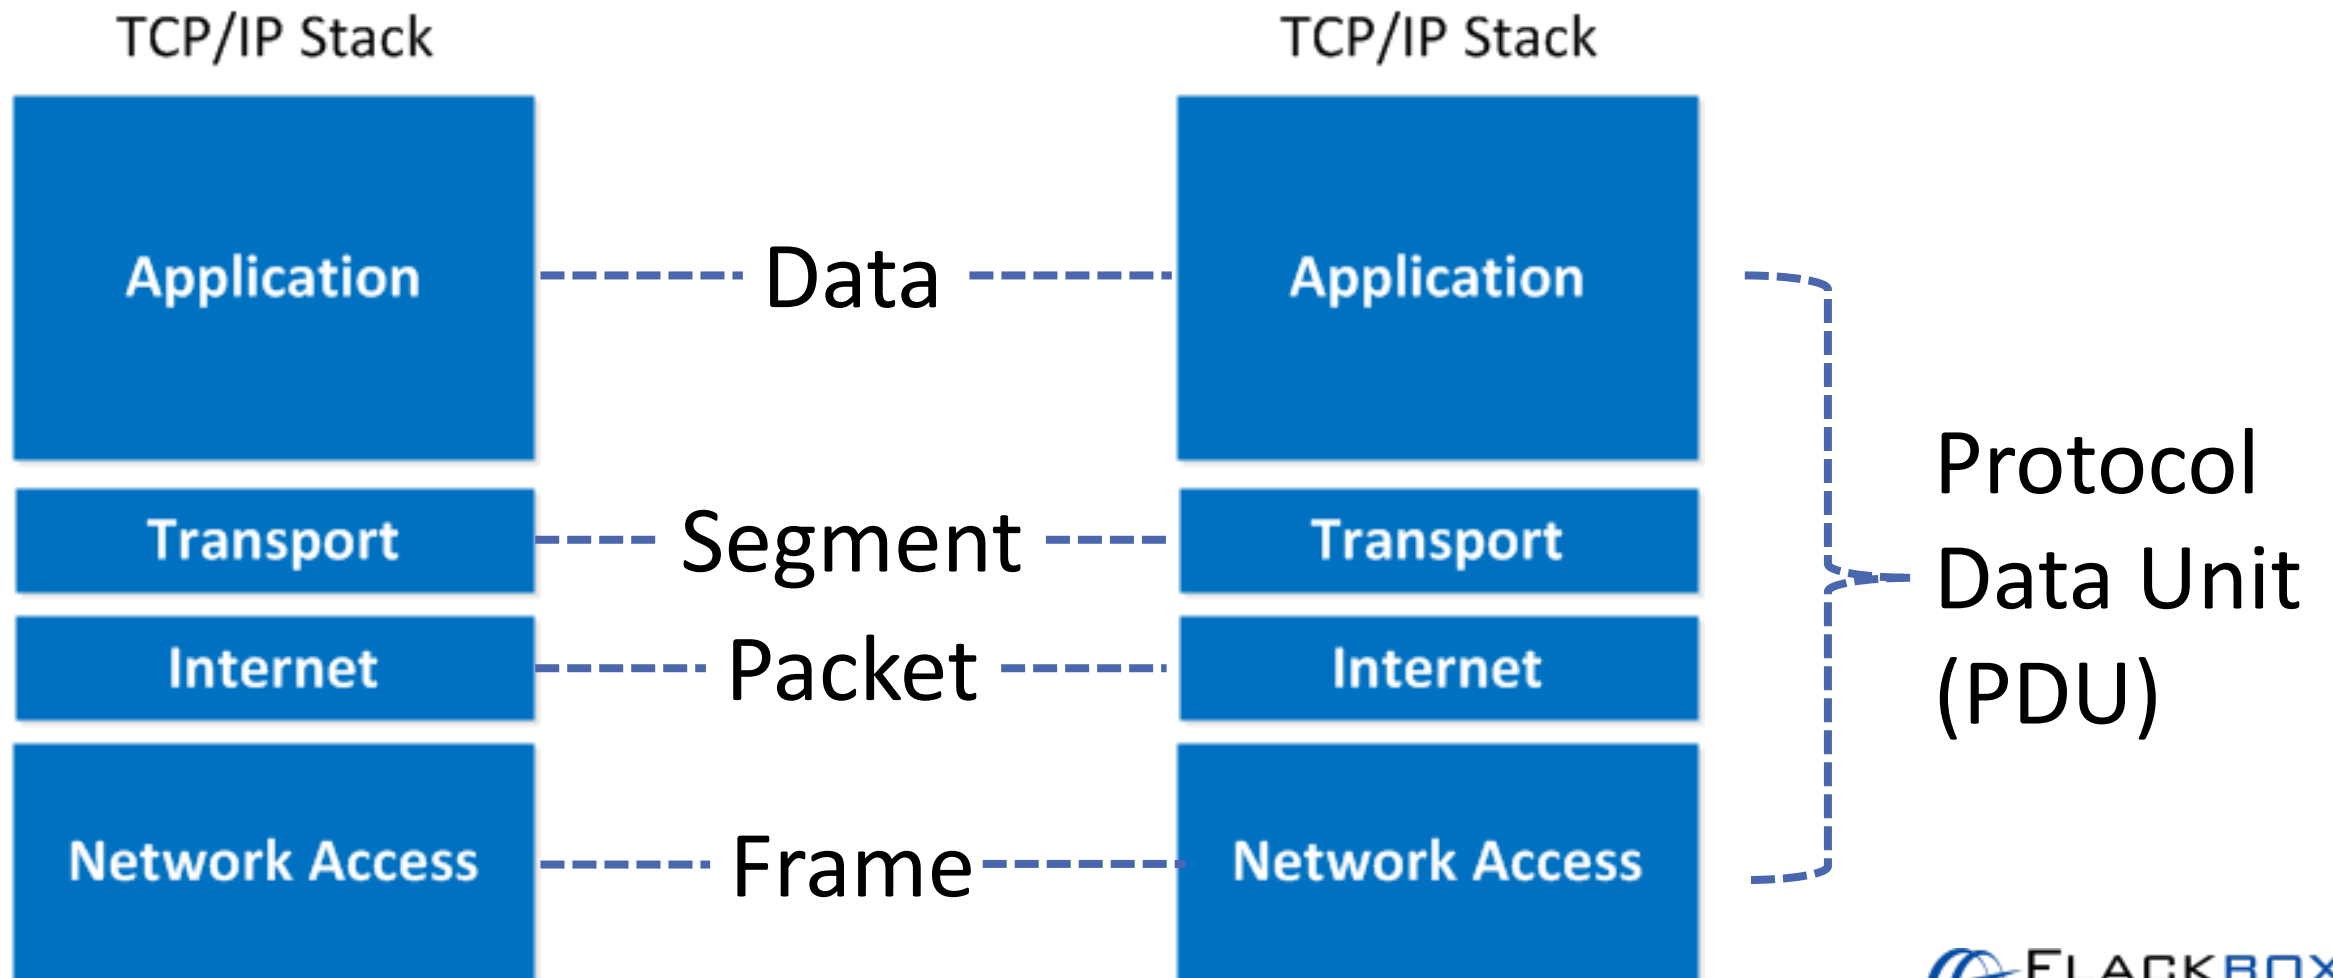 TCP/IP Stack
TCP/IP Stack
Application
Data
Application
Transport
Segment
Transport
Internet
Packet
Internet
Network Access
Frame
Network Access
Protocol
Data Unit
(PDU)
FLACKBOX